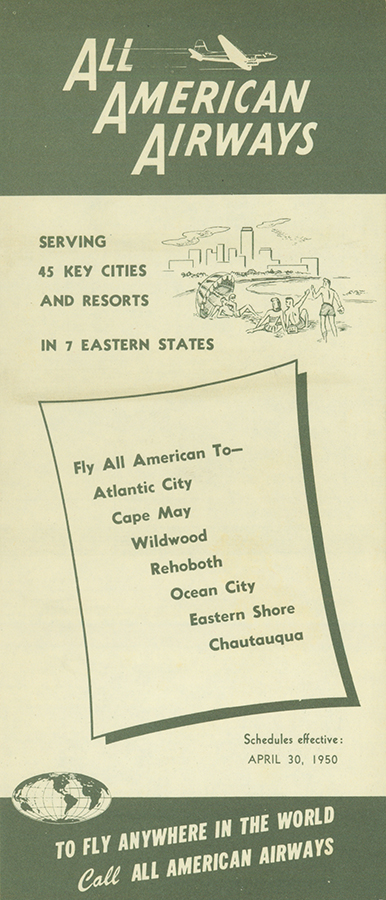 ALL
AMERICAN
AIRWAYS
SERVING
45 KEY CITIES
AND RESORTS
IN 7 EASTERN STATES
Fly All American To—
Atlantic City
Cape May
Wildwood
Rehoboth
Ocean City
Eastern Shore
Chautauqua
Schedules effective:
APRIL 30, 1950
TO FLY ANYWHERE IN THE WORLD
Call ALL AMERICAN AIRWAYS